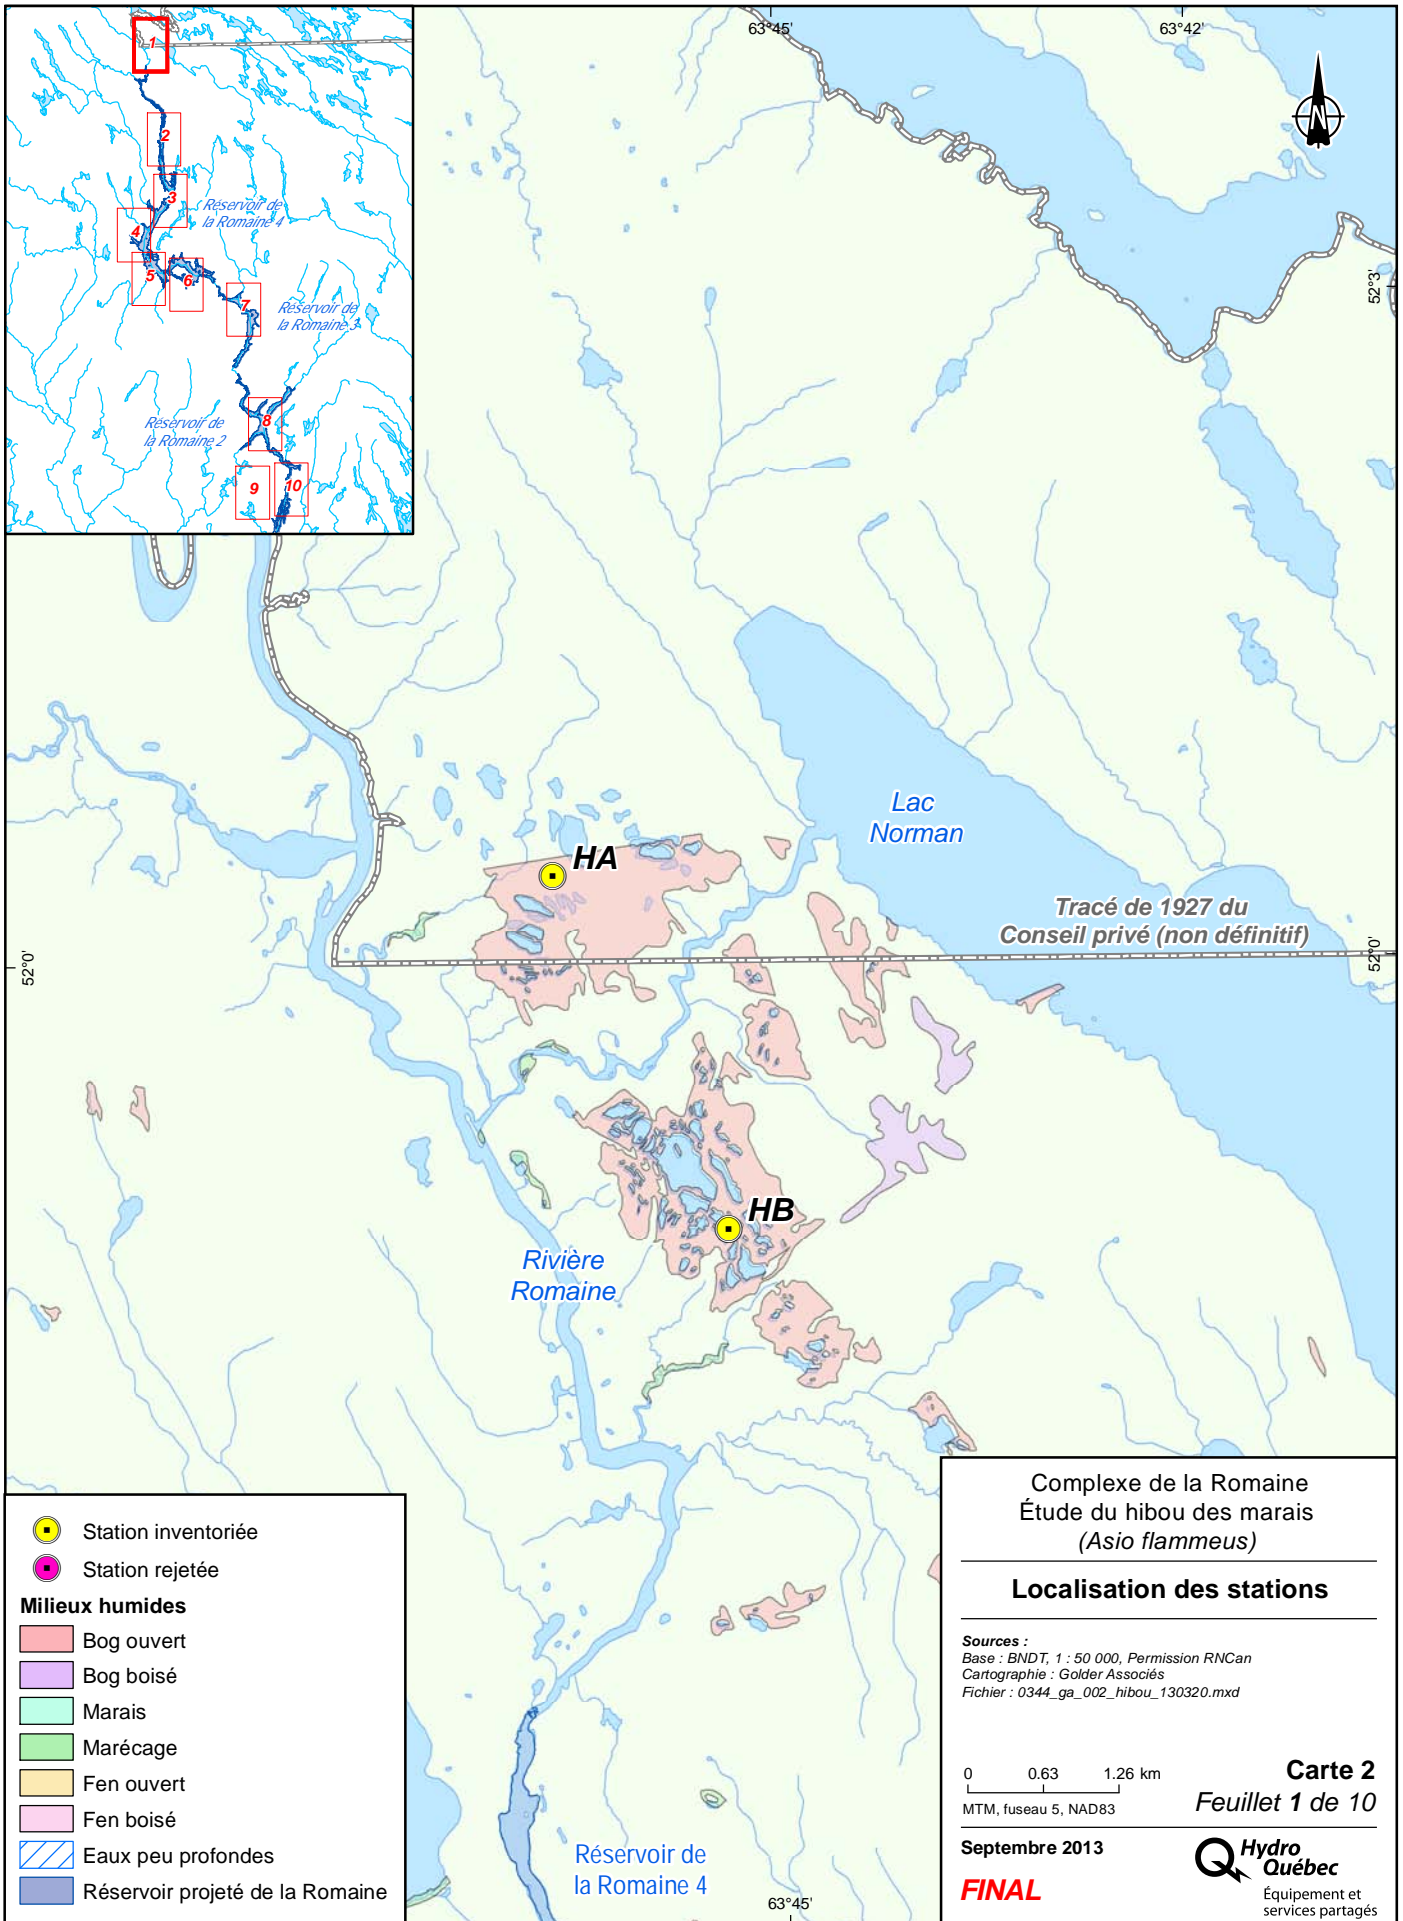 63°45'
63°42'
1
2
3
Réservoir de
la Romaine 4
4
5
6
7
Réservoir de
la Romaine 3
8
Réservoir de
la Romaine 2
9
10
N
52°3'
Lac
Norman
HA
Tracé de 1927 du
Conseil privé (non définitif)
52°0'
52°0'
HB
Rivière
Romaine
Réservoir de
la Romaine 4
63°45'
Station inventoriée
Station rejetée
Milieux humides
Bog ouvert
Bog boisé
Marais
Marécage
Fen ouvert
Fen boisé
Eaux peu profondes
Réservoir projeté de la Romaine
Complexe de la Romaine
Étude du hibou des marais
(Asio flammeus)
Localisation des stations
Sources :
Base : BNDT, 1 : 50 000, Permission RNCan
Cartographie : Golder Associés
Fichier : 0344_ga_002_hibou_130320.mxd
0 0.63 1.26 km
MTM, fuseau 5, NAD83
Carte 2
Feuillet 1 de 10
Septembre 2013
FINAL
Hydro
Québec
Équipement et
services partagés